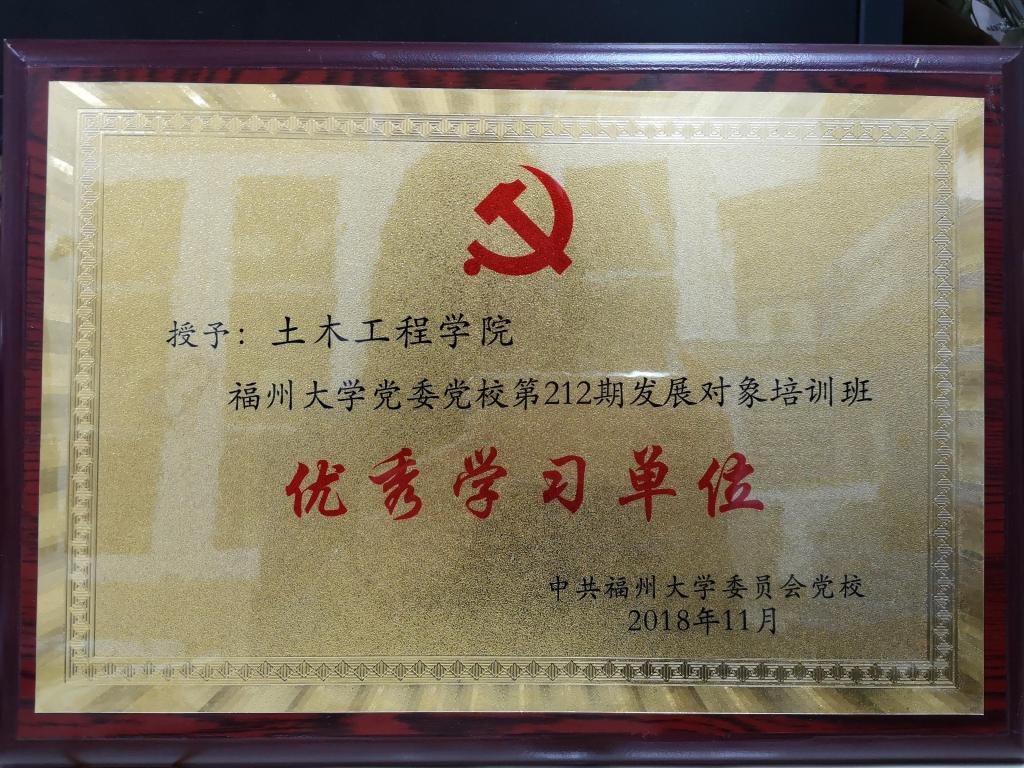 授予：土木工程学院
福州大学党委党校第212期发展对象培训班
优秀学习单位
中共福州大学委员会党校
2018年11月